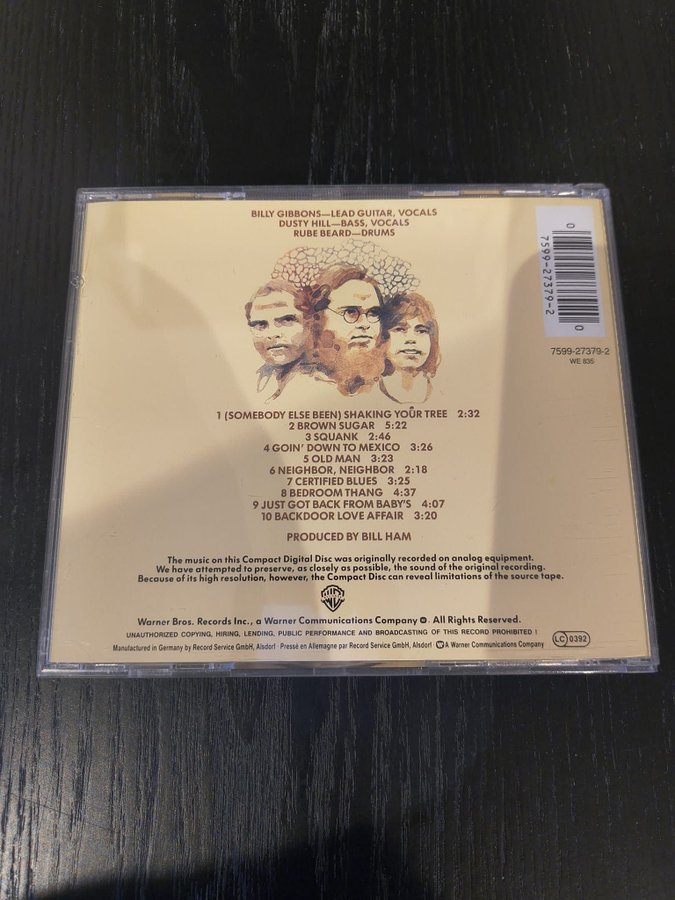 BILLY GIBBONS—LEAD GUITAR, VOCALS
DUSTY HILL—BASS, VOCALS
RUBE BEARD—DRUMS
0 7599-27379-2 0
7599-27379-2
WE 835
1 (SOMEBODY ELSE BEEN) SHAKING YOUR TREE 2:32
2 BROWN SUGAR 5:22
3 SQUANK 2:46
4 GOIN' DOWN TO MEXICO 3:26
5 OLD MAN 3:23
6 NEIGHBOR, NEIGHBOR 2:18
7 CERTIFIED BLUES 3:25
8 BEDROOM THANG 4:37
9 JUST GOT BACK FROM BABY'S 4:07
10 BACKDOOR LOVE AFFAIR 3:20
PRODUCED BY BILL HAM
The music on this Compact Digital Disc was originally recorded on analog equipment.
We have attempted to preserve, as closely as possible, the sound of the original recording.
Because of its high resolution, however, the Compact Disc can reveal limitations of the source tape.
Warner Bros. Records Inc., a Warner Communications Company. All Rights Reserved.
UNAUTHORIZED COPYING, HIRING, LENDING, PUBLIC PERFORMANCE AND BROADCASTING OF THIS RECORD PROHIBITED !
LC 0392
Manufactured in Germany by Record Service GmbH, Alsdorf · Pressé en Allemagne par Record Service GmbH, Alsdorf · A Warner Communications Company